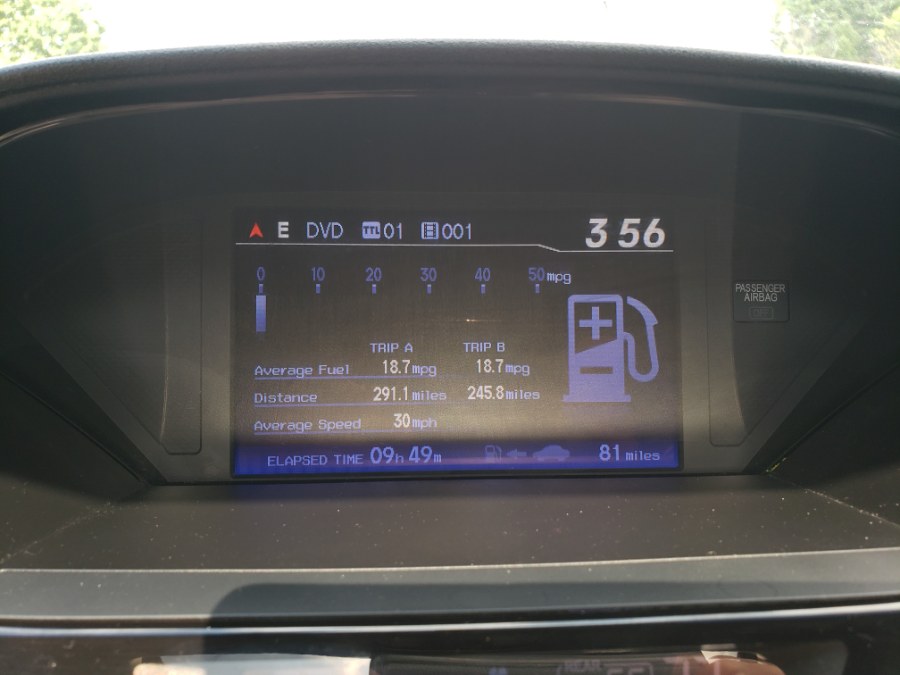 E DVD TTL 01 001 3 56
0 10 20 30 40 50 mpg
PASSENGER
AIRBAG
TRIP A TRIP B
Average Fuel 18.7 mpg 18.7 mpg
Distance 291.1 miles 245.8 miles
Average Speed 30 mph
ELAPSED TIME 09h 49m 81 miles
REAR